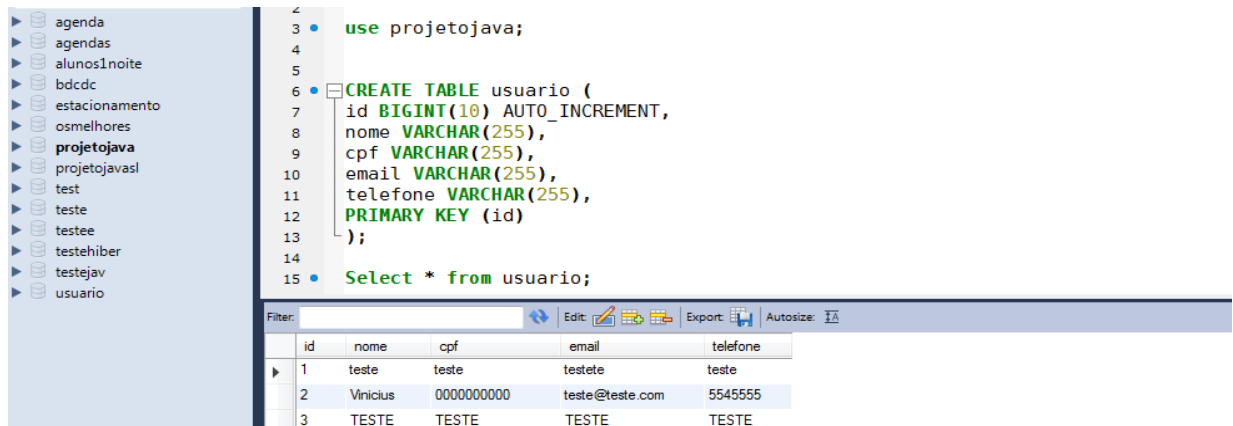 agenda
agendas
alunos1noite
bdcdc
estacionamento
osmelhores
projetojava
projetojavasl
test
teste
testee
testehiber
testejav
usuario
2
3 use projetojava;
4
5
6 CREATE TABLE usuario (
7 id BIGINT(10) AUTO_INCREMENT,
8 nome VARCHAR(255),
9 cpf VARCHAR(255),
10 email VARCHAR(255),
11 telefone VARCHAR(255),
12 PRIMARY KEY (id)
13 );
14
15 Select * from usuario;
Filter: Edit: Export: Autosize:
id nome cpf email telefone
1 teste teste testete teste
2 Vinicius 0000000000 teste@teste.com 5545555
3 TESTE TESTE TESTE TESTE